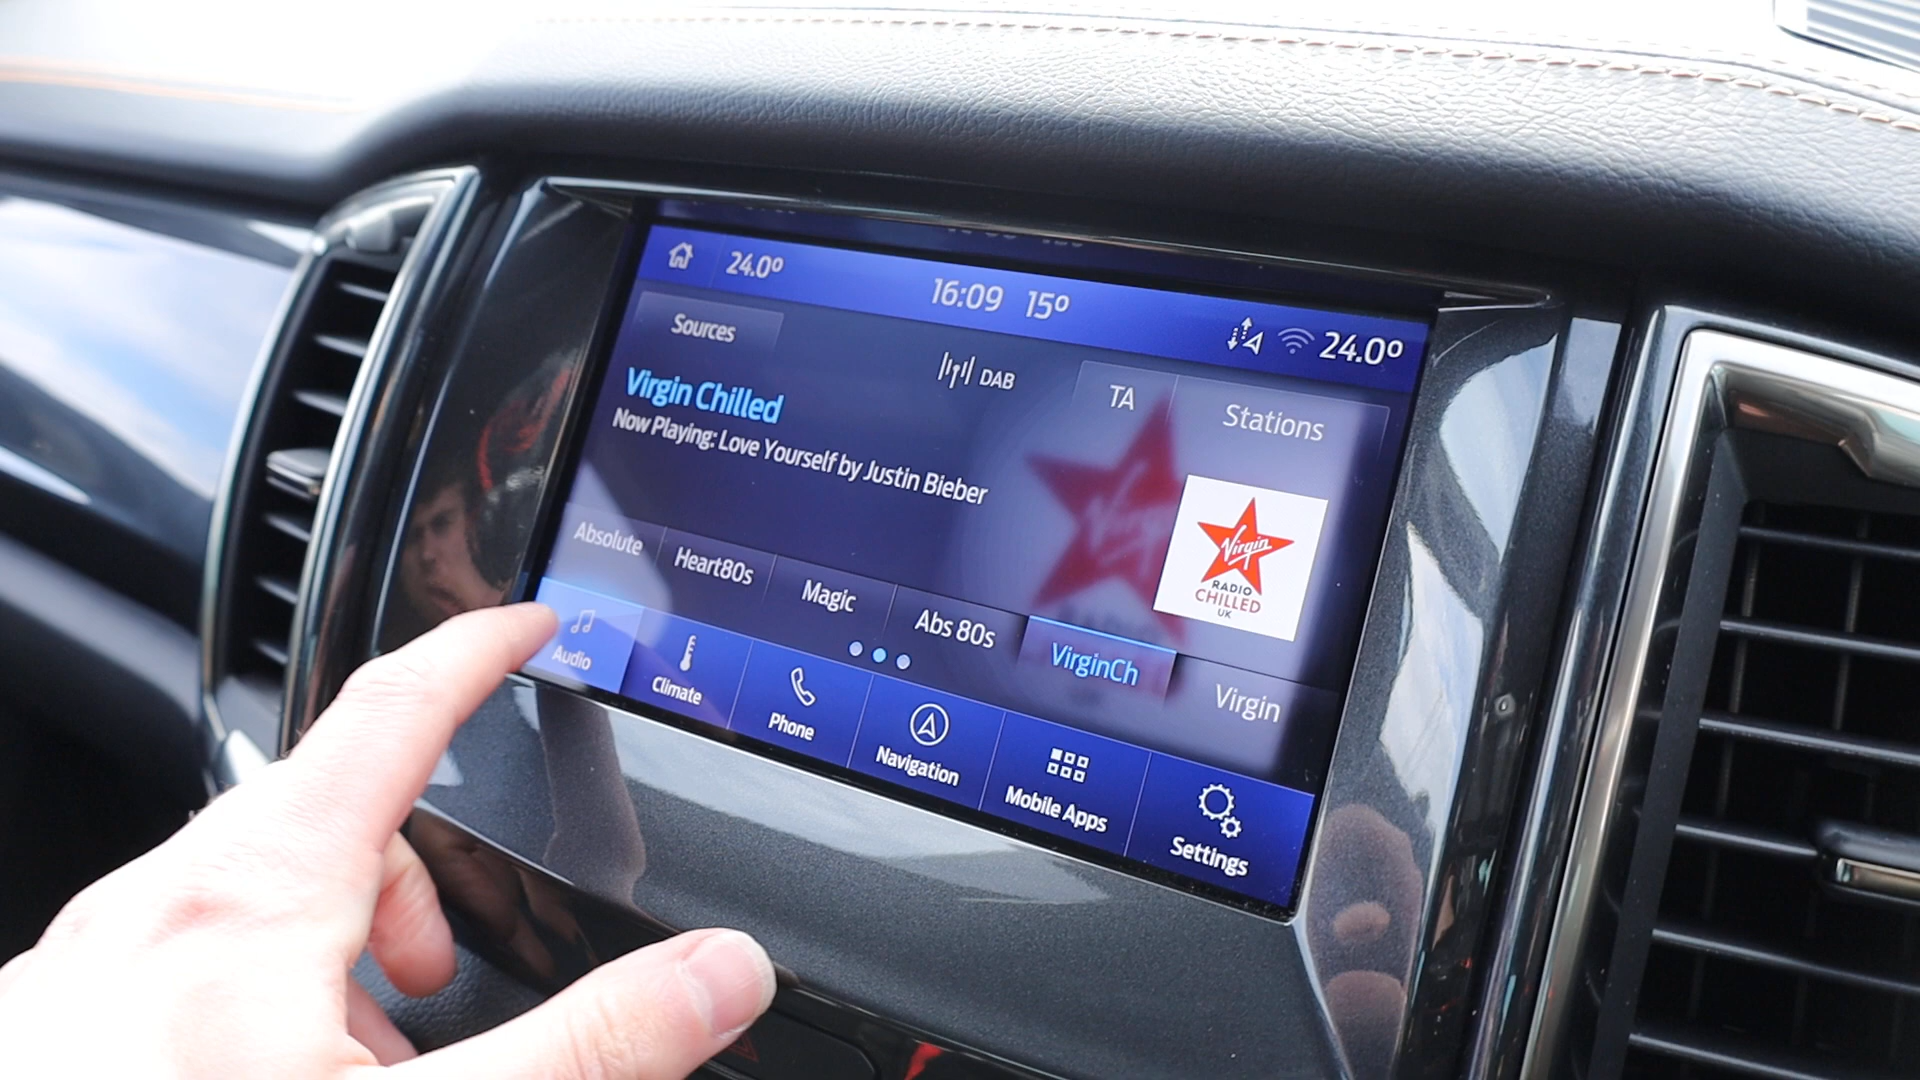 24.0º
16:09 15º
24.0º
Sources
DAB
TA
Stations
Virgin Chilled
Now Playing: Love Yourself by Justin Bieber
Virgin
RADIO
CHILLED
UK
Absolute
Heart80s
Magic
Abs 80s
VirginCh
Virgin
Audio
Climate
Phone
Navigation
Mobile Apps
Settings